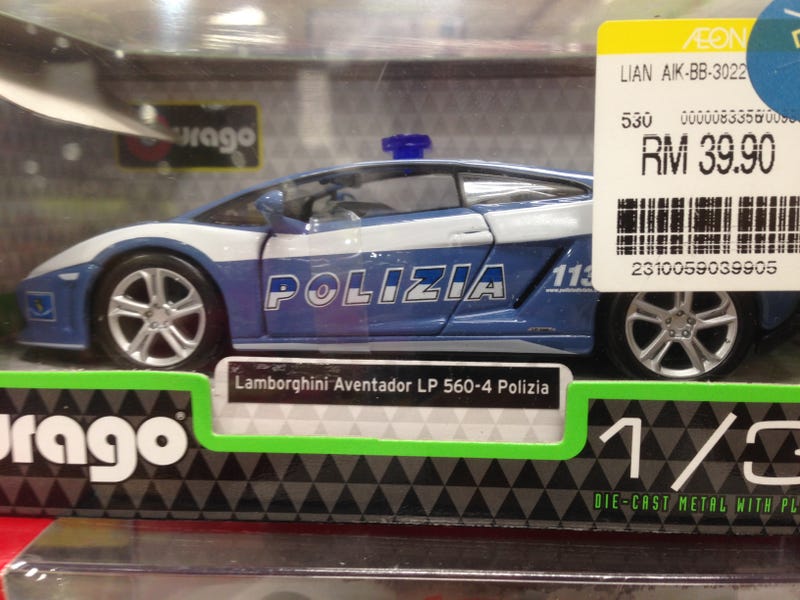 ÆON
LIAN AIK-BB-3022
530
RM 39.90
2310059039905
urago
POLIZIA
113
Lamborghini Aventador LP 560-4 Polizia
urago
1/3
DIE-CAST METAL WITH PL